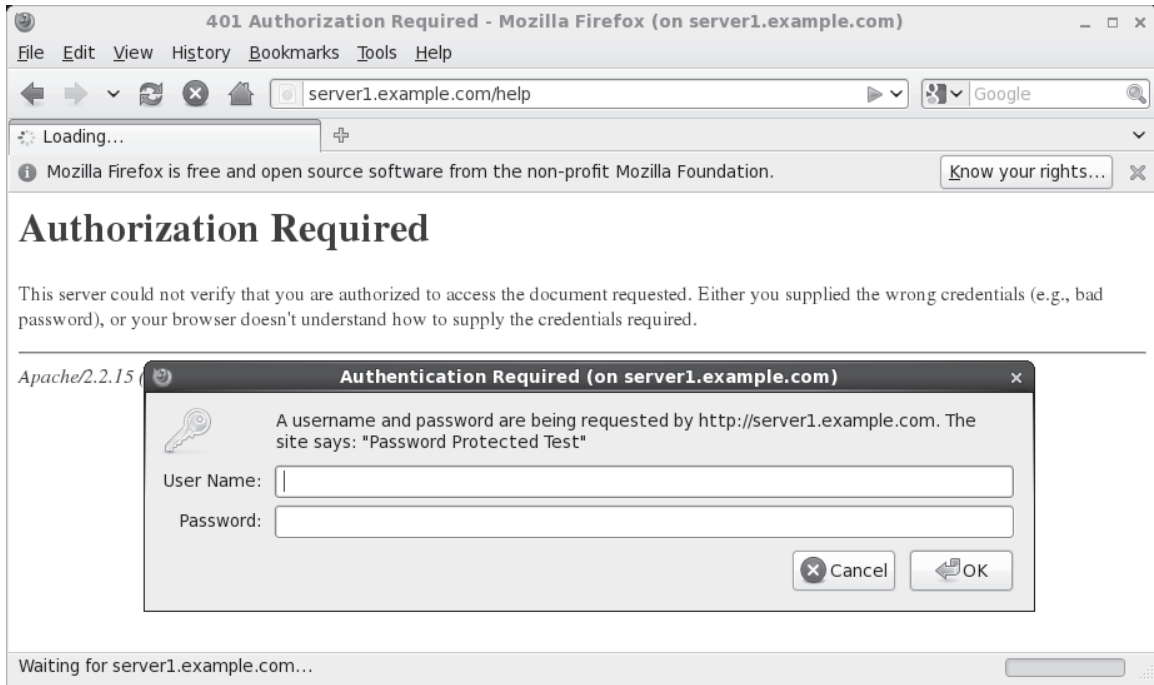 401 Authorization Required - Mozilla Firefox (on server1.example.com)
File Edit View History Bookmarks Tools Help
server1.example.com/help
Google
Loading...
Mozilla Firefox is free and open source software from the non-profit Mozilla Foundation.
Know your rights...
Authorization Required
This server could not verify that you are authorized to access the document requested. Either you supplied the wrong credentials (e.g., bad
password), or your browser doesn't understand how to supply the credentials required.
Apache/2.2.15 (
Authentication Required (on server1.example.com)
A username and password are being requested by http://server1.example.com. The
site says: "Password Protected Test"
User Name:
Password:
Cancel OK
Waiting for server1.example.com...